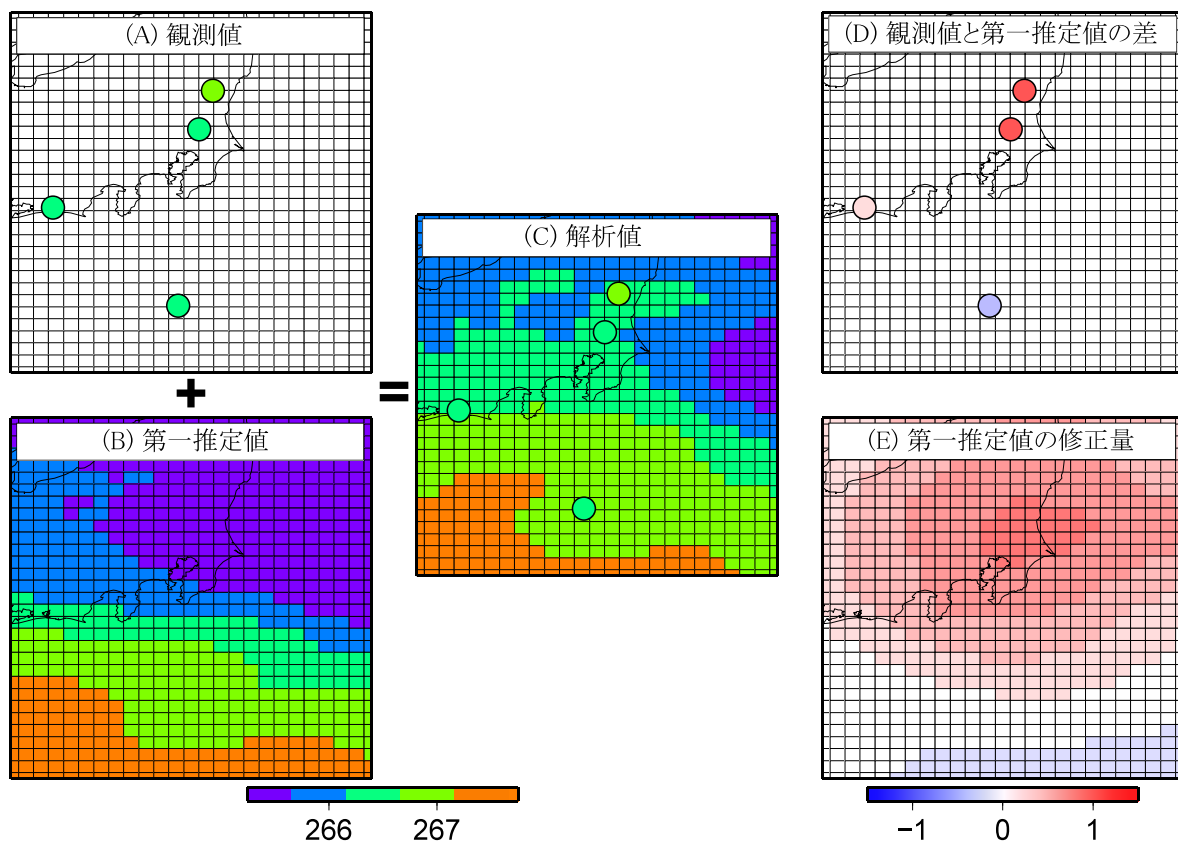 (A) 観測値
(D) 観測値と第一推定値の差
+
=
(C) 解析値
(B) 第一推定値
(E) 第一推定値の修正量
266 267
−1 0 1